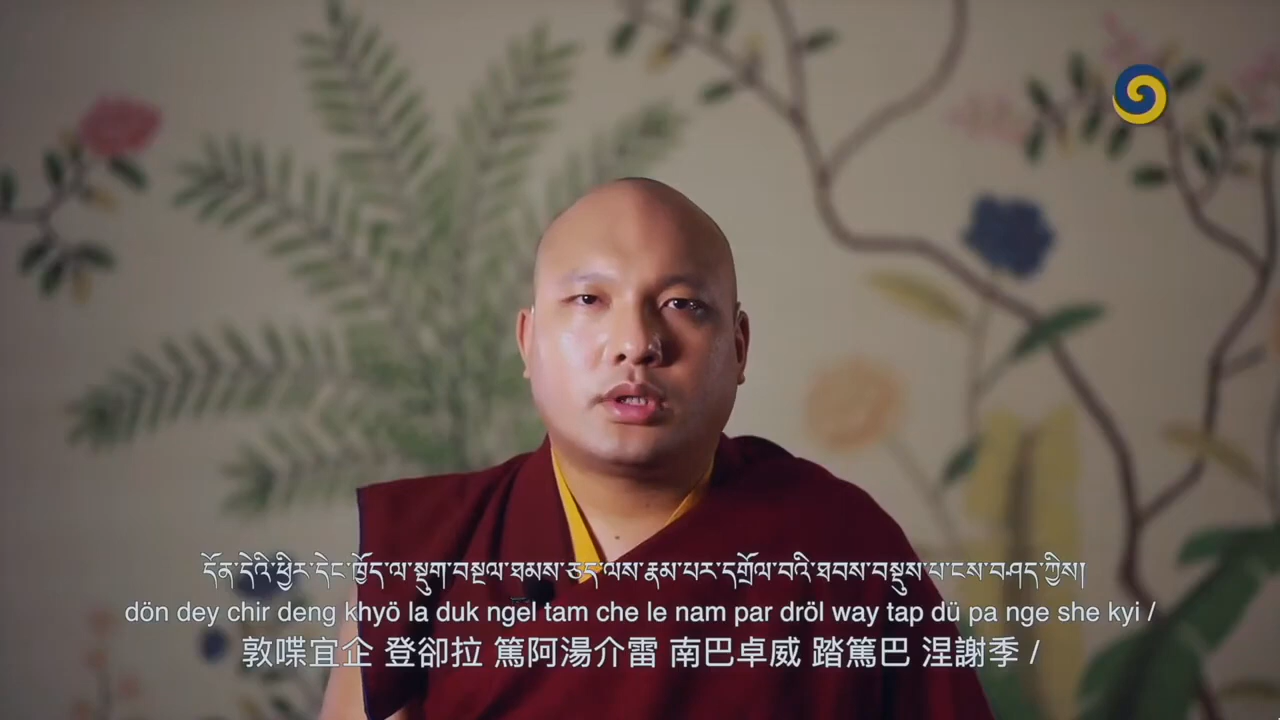 དོན་དེའི་ཕྱིར་དེང་ཁྱོད་ལ་སྡུག་བསྔལ་ཐམས་ཅད་ལས་རྣམ་པར་དགྲོལ་བའི་ཐབས་བསྡུས་པ་ངས་བཤད་ཀྱིས།
dön dey chir deng khyö la duk ngel tam che le nam par dröl way tap dü pa nge she kyi /
敦喋宜企 登卻拉 篤阿湯介雷 南巴卓威 踏篤巴 涅謝季 /